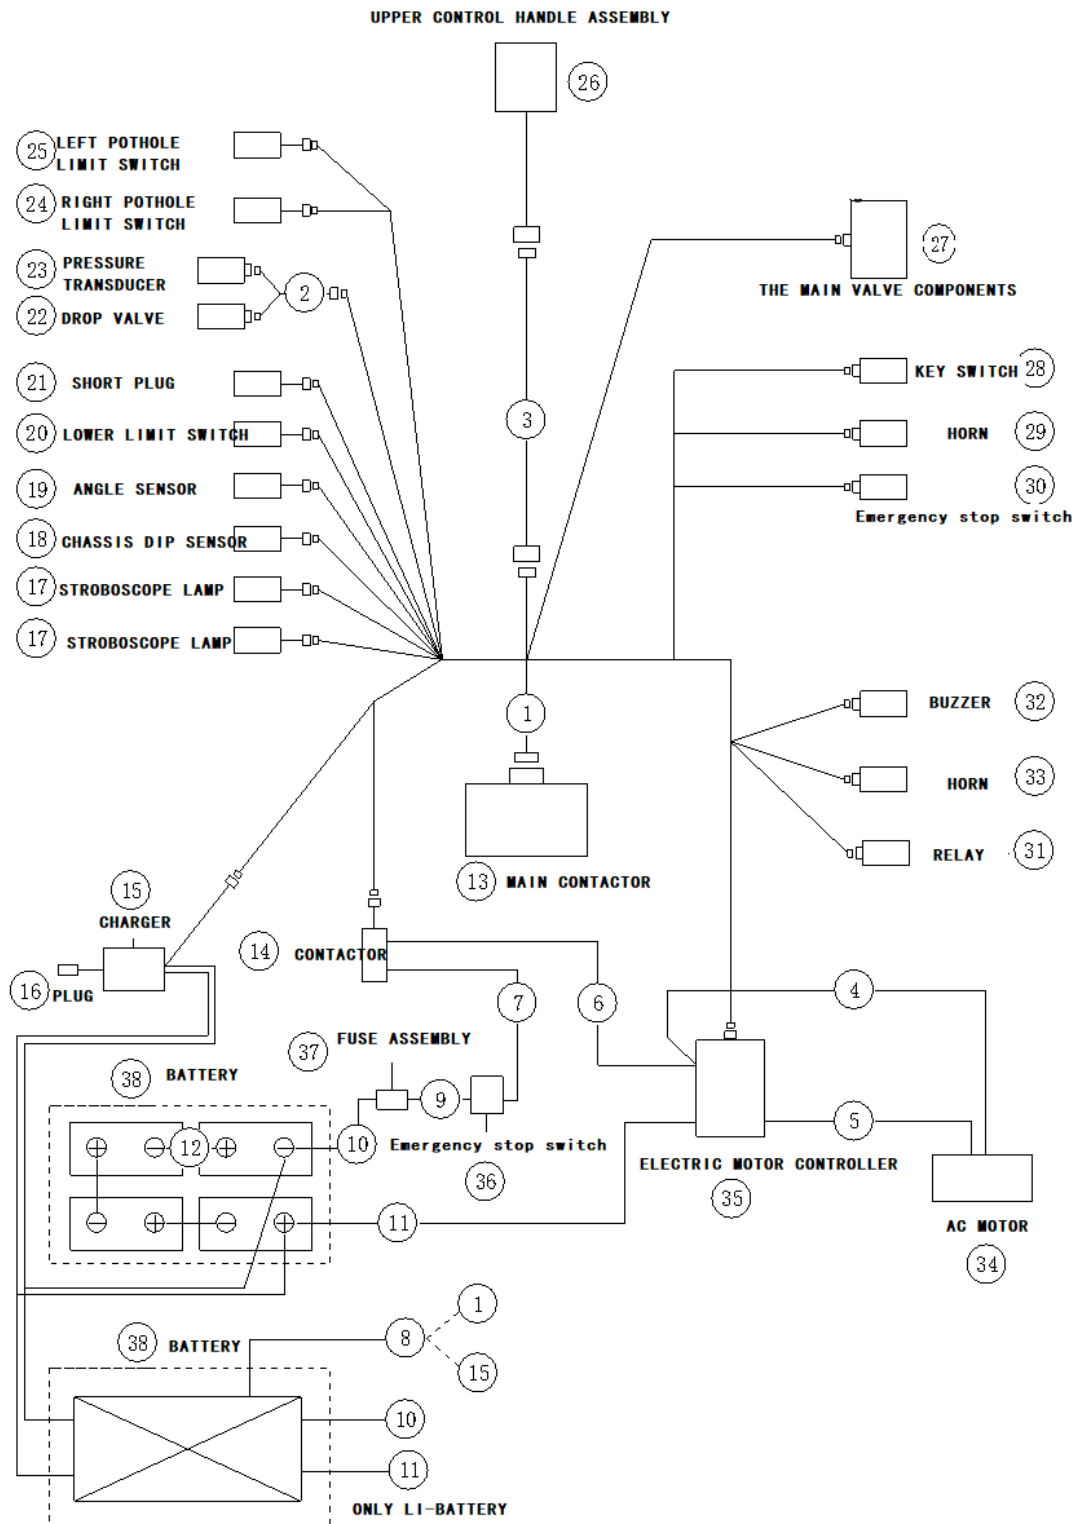 UPPER CONTROL HANDLE ASSEMBLY
26
25 LEFT POTHOLE
LIMIT SWITCH
24 RIGHT POTHOLE
LIMIT SWITCH
23 PRESSURE
TRANSDUCER
2
22 DROP VALVE
27
THE MAIN VALVE COMPONENTS
21 SHORT PLUG
KEY SWITCH 28
3
20 LOWER LIMIT SWITCH
HORN 29
19 ANGLE SENSOR
30
Emergency stop switch
18 CHASSIS DIP SENSOR
17 STROBOSCOPE LAMP
17 STROBOSCOPE LAMP
1
BUZZER 32
HORN 33
RELAY 31
13 MAIN CONTACTOR
15
CHARGER
14 CONTACTOR
16 PLUG
7
6
4
37 FUSE ASSEMBLY
38 BATTERY
9
5
12
10
Emergency stop switch
36
ELECTRIC MOTOR CONTROLLER
35
11
AC MOTOR
34
1
38 BATTERY
8
15
10
11
ONLY LI-BATTERY